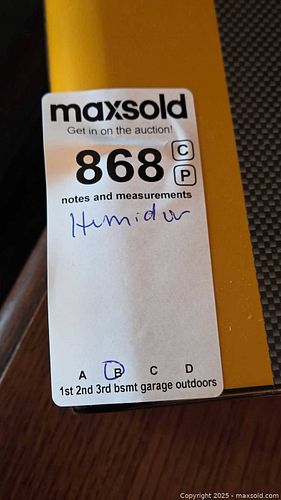 maxsold
Get in on the auction!
868 C
P
notes and measurements
Humidor
A B C D
1st 2nd 3rd bsmt garage outdoors
Copyright 2025 - maxsold.com